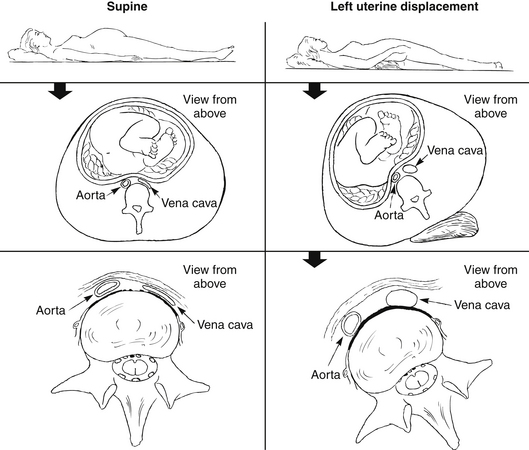 Supine
Left uterine displacement
View from
above
Aorta
Vena cava
View from
above
Vena cava
Aorta
View from
above
Aorta
Vena cava
View from
above
Vena cava
Aorta